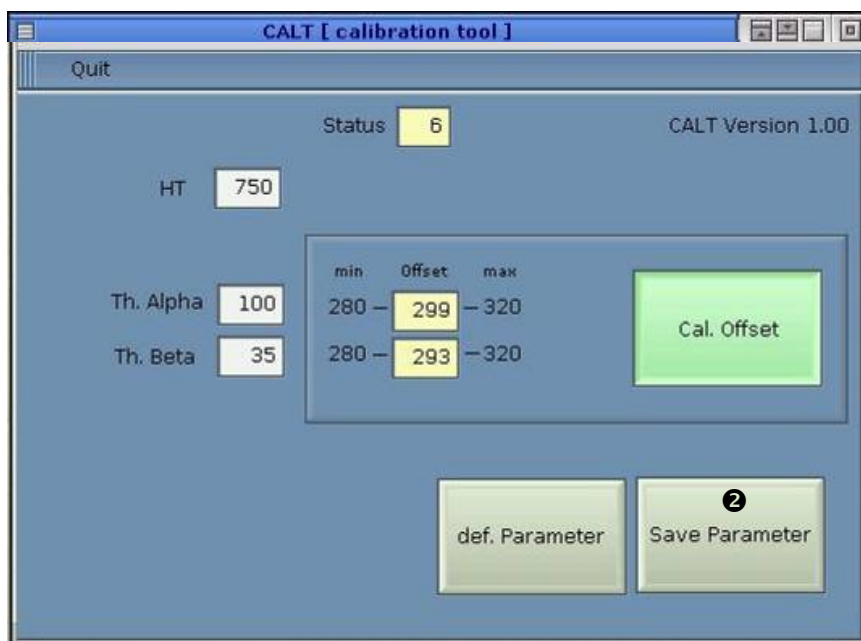 CALT [ calibration tool ]
Quit
Status 6 CALT Version 1.00
HT 750
min Offset max
Th. Alpha 100 280 – 299 – 320 Cal. Offset
Th. Beta 35 280 – 293 – 320
❷
def. Parameter Save Parameter